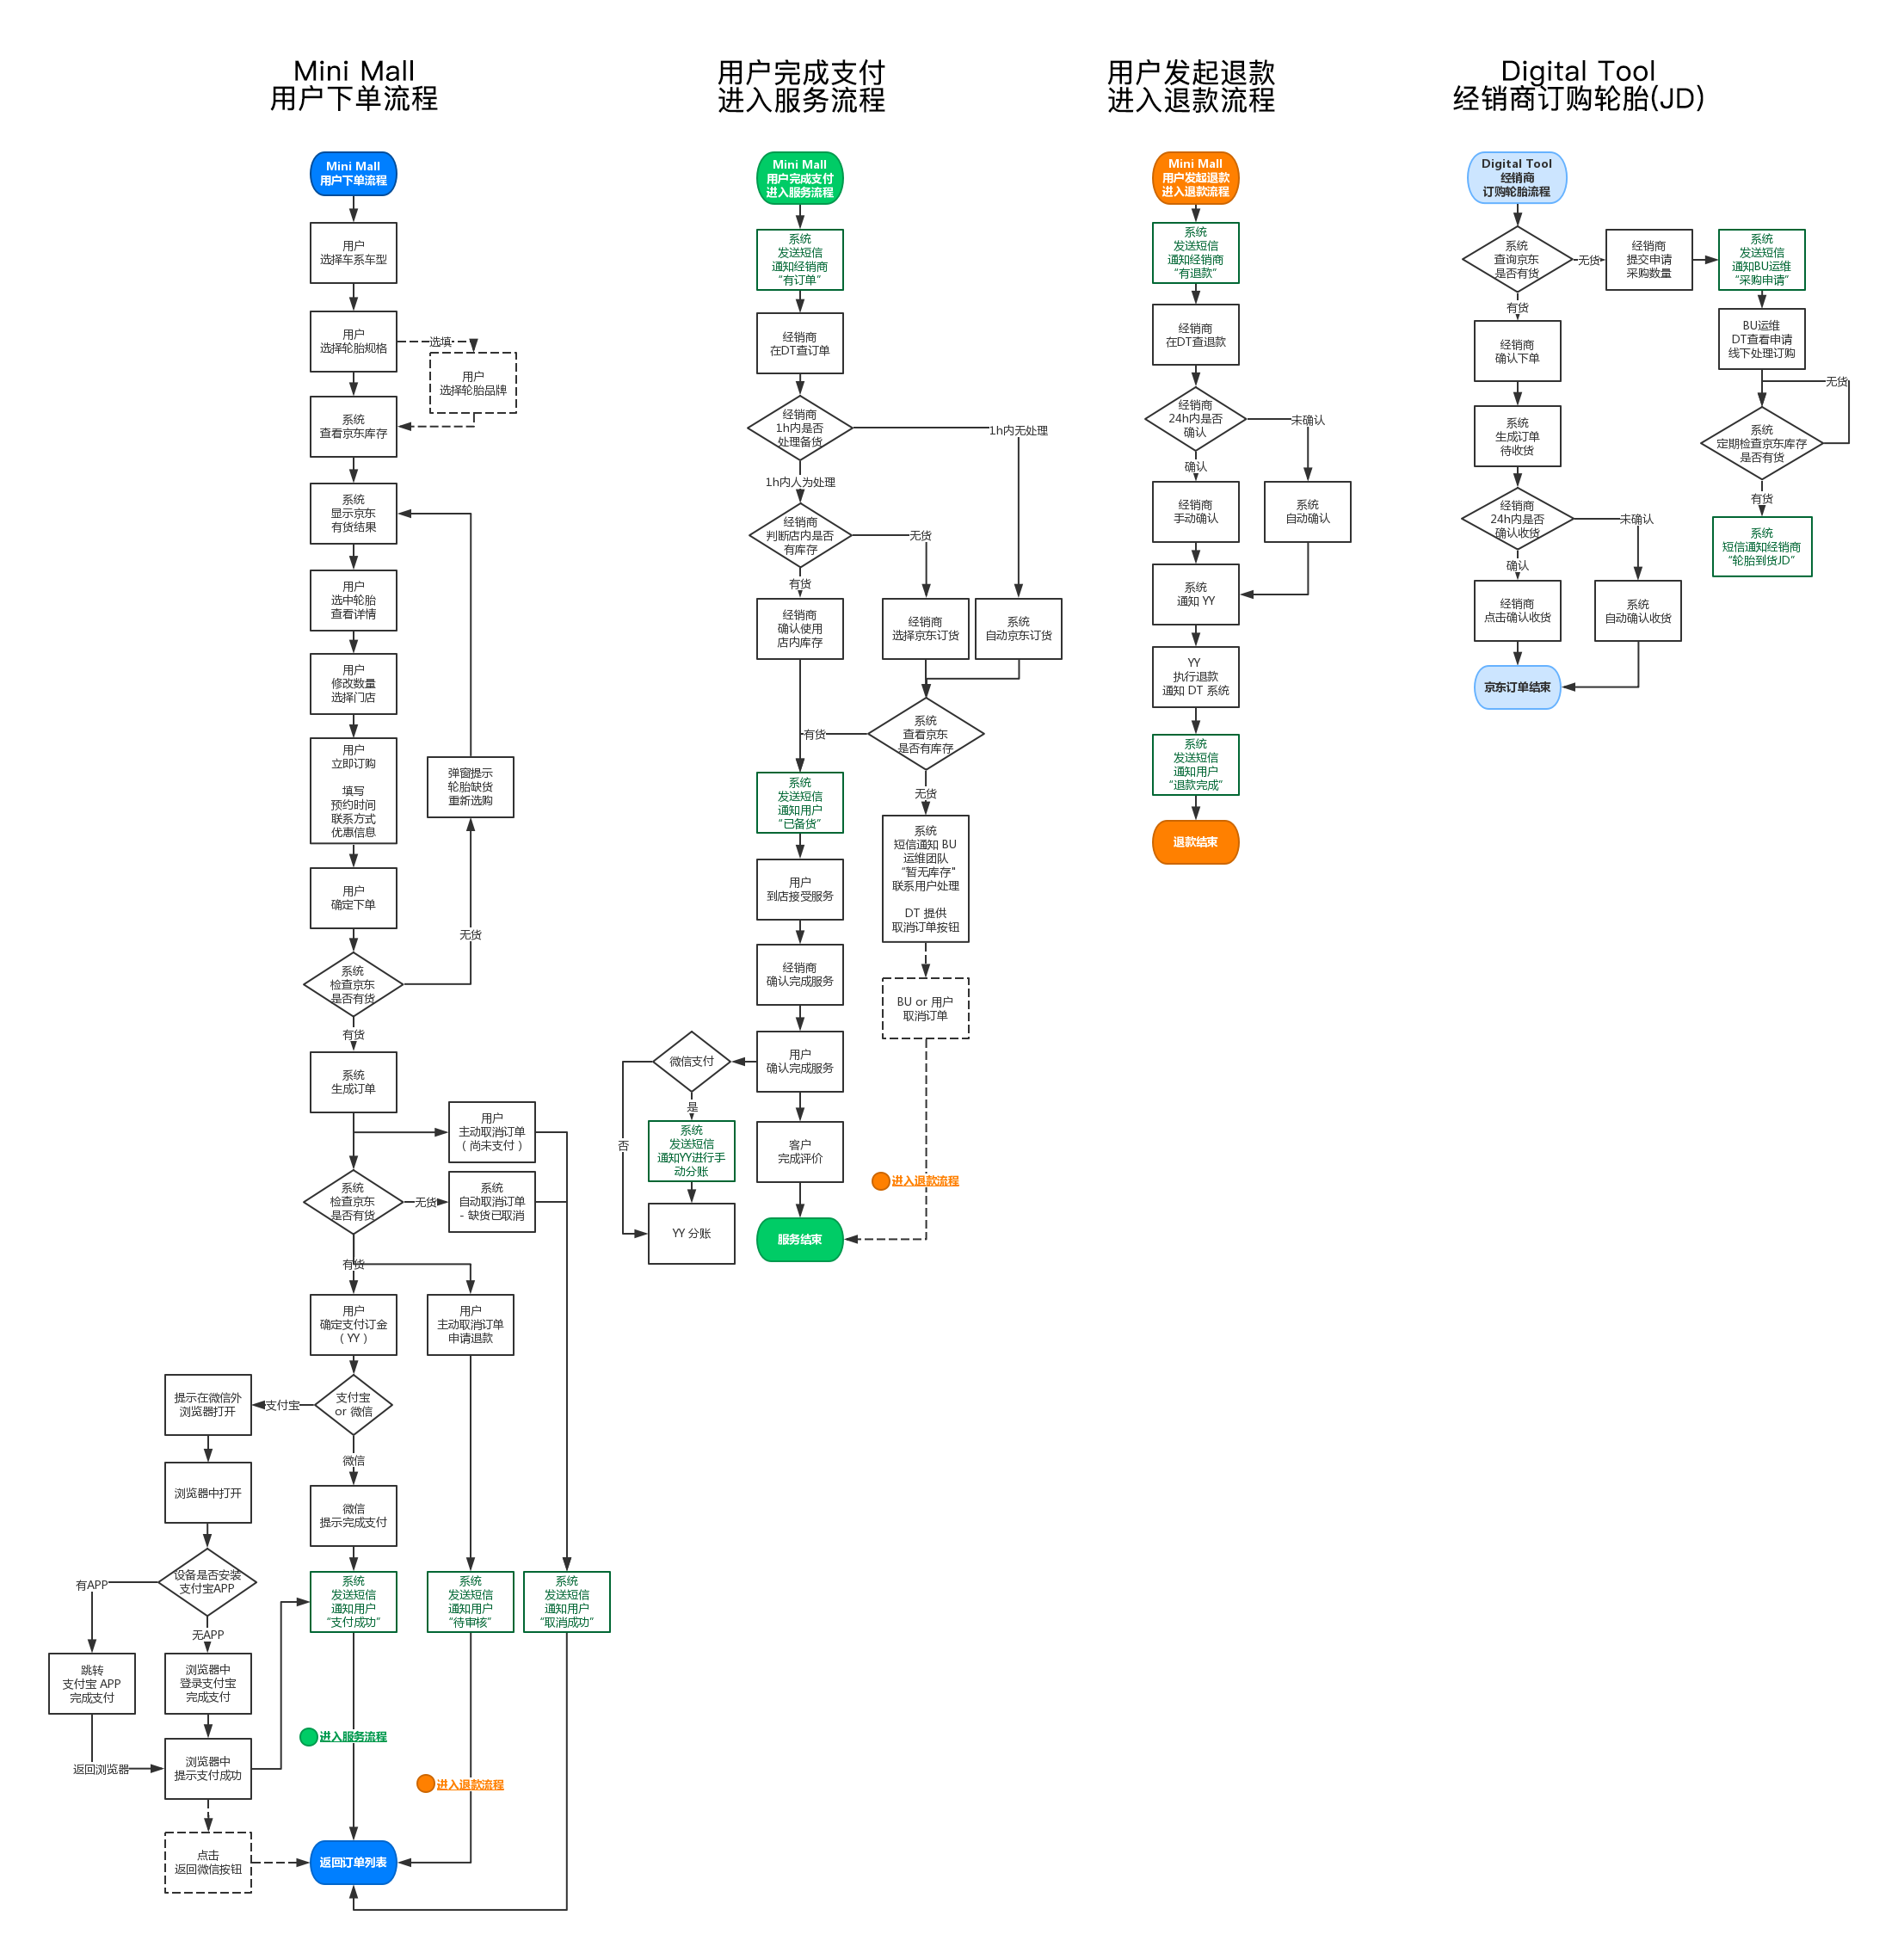 Mini Mall
用户下单流程
Mini Mall
用户下单流程
用户
选择车系车型
用户
选择轮胎规格
选填
用户
选择轮胎品牌
系统
查看京东库存
系统
显示京东
有货结果
用户
选中轮胎
查看详情
用户
修改数量
选择门店
用户
立即订购
填写
预约时间
联系方式
优惠信息
弹窗提示
轮胎缺货
重新选购
用户
确定下单
无货
系统
检查京东
是否有货
有货
系统
生成订单
用户
主动取消订单
（尚未支付）
系统
检查京东
是否有货
无货
系统
自动取消订单
- 缺货已取消
有货
用户
确定支付订金
（YY）
用户
主动取消订单
申请退款
支付宝
or 微信
支付宝
提示在微信外
浏览器打开
微信
浏览器中打开
微信
提示完成支付
设备是否安装
支付宝APP
有APP
无APP
系统
发送短信
通知用户
“支付成功”
系统
发送短信
通知用户
“待审核”
系统
发送短信
通知用户
“取消成功”
跳转
支付宝 APP
完成支付
浏览器中
登录支付宝
完成支付
进入服务流程
返回浏览器
浏览器中
提示支付成功
进入退款流程
点击
返回微信按钮
返回订单列表
用户完成支付
进入服务流程
Mini Mall
用户完成支付
进入服务流程
系统
发送短信
通知经销商
“有订单”
经销商
在DT查订单
经销商
1h内是否
处理备货
1h内无处理
1h内人为处理
经销商
判断店内是否
有库存
无货
有货
经销商
确认使用
店内库存
经销商
选择京东订货
系统
自动京东订货
系统
查看京东
是否有库存
有货
无货
系统
发送短信
通知用户
“已备货”
系统
短信通知 BU
运维团队
“暂无库存"
联系用户处理
DT 提供
取消订单按钮
用户
到店接受服务
经销商
确认完成服务
BU or 用户
取消订单
用户
确认完成服务
微信支付
是
否
系统
发送短信
通知YY进行手
动分账
客户
完成评价
进入退款流程
YY 分账
服务结束
用户发起退款
进入退款流程
Mini Mall
用户发起退款
进入退款流程
系统
发送短信
通知经销商
“有退款”
经销商
在DT查退款
经销商
24h内是否
确认
未确认
确认
经销商
手动确认
系统
自动确认
系统
通知 YY
YY
执行退款
通知 DT 系统
系统
发送短信
通知用户
“退款完成”
退款结束
Digital Tool
经销商订购轮胎(JD)
Digital Tool
经销商
订购轮胎流程
系统
查询京东
是否有货
无货
经销商
提交申请
采购数量
系统
发送短信
通知BU运维
“采购申请”
有货
经销商
确认下单
BU运维
DT查看申请
线下处理订购
无货
系统
生成订单
待收货
系统
定期检查京东库存
是否有货
有货
经销商
24h内是否
确认收货
未确认
系统
短信通知经销商
“轮胎到货JD”
确认
经销商
点击确认收货
系统
自动确认收货
京东订单结束